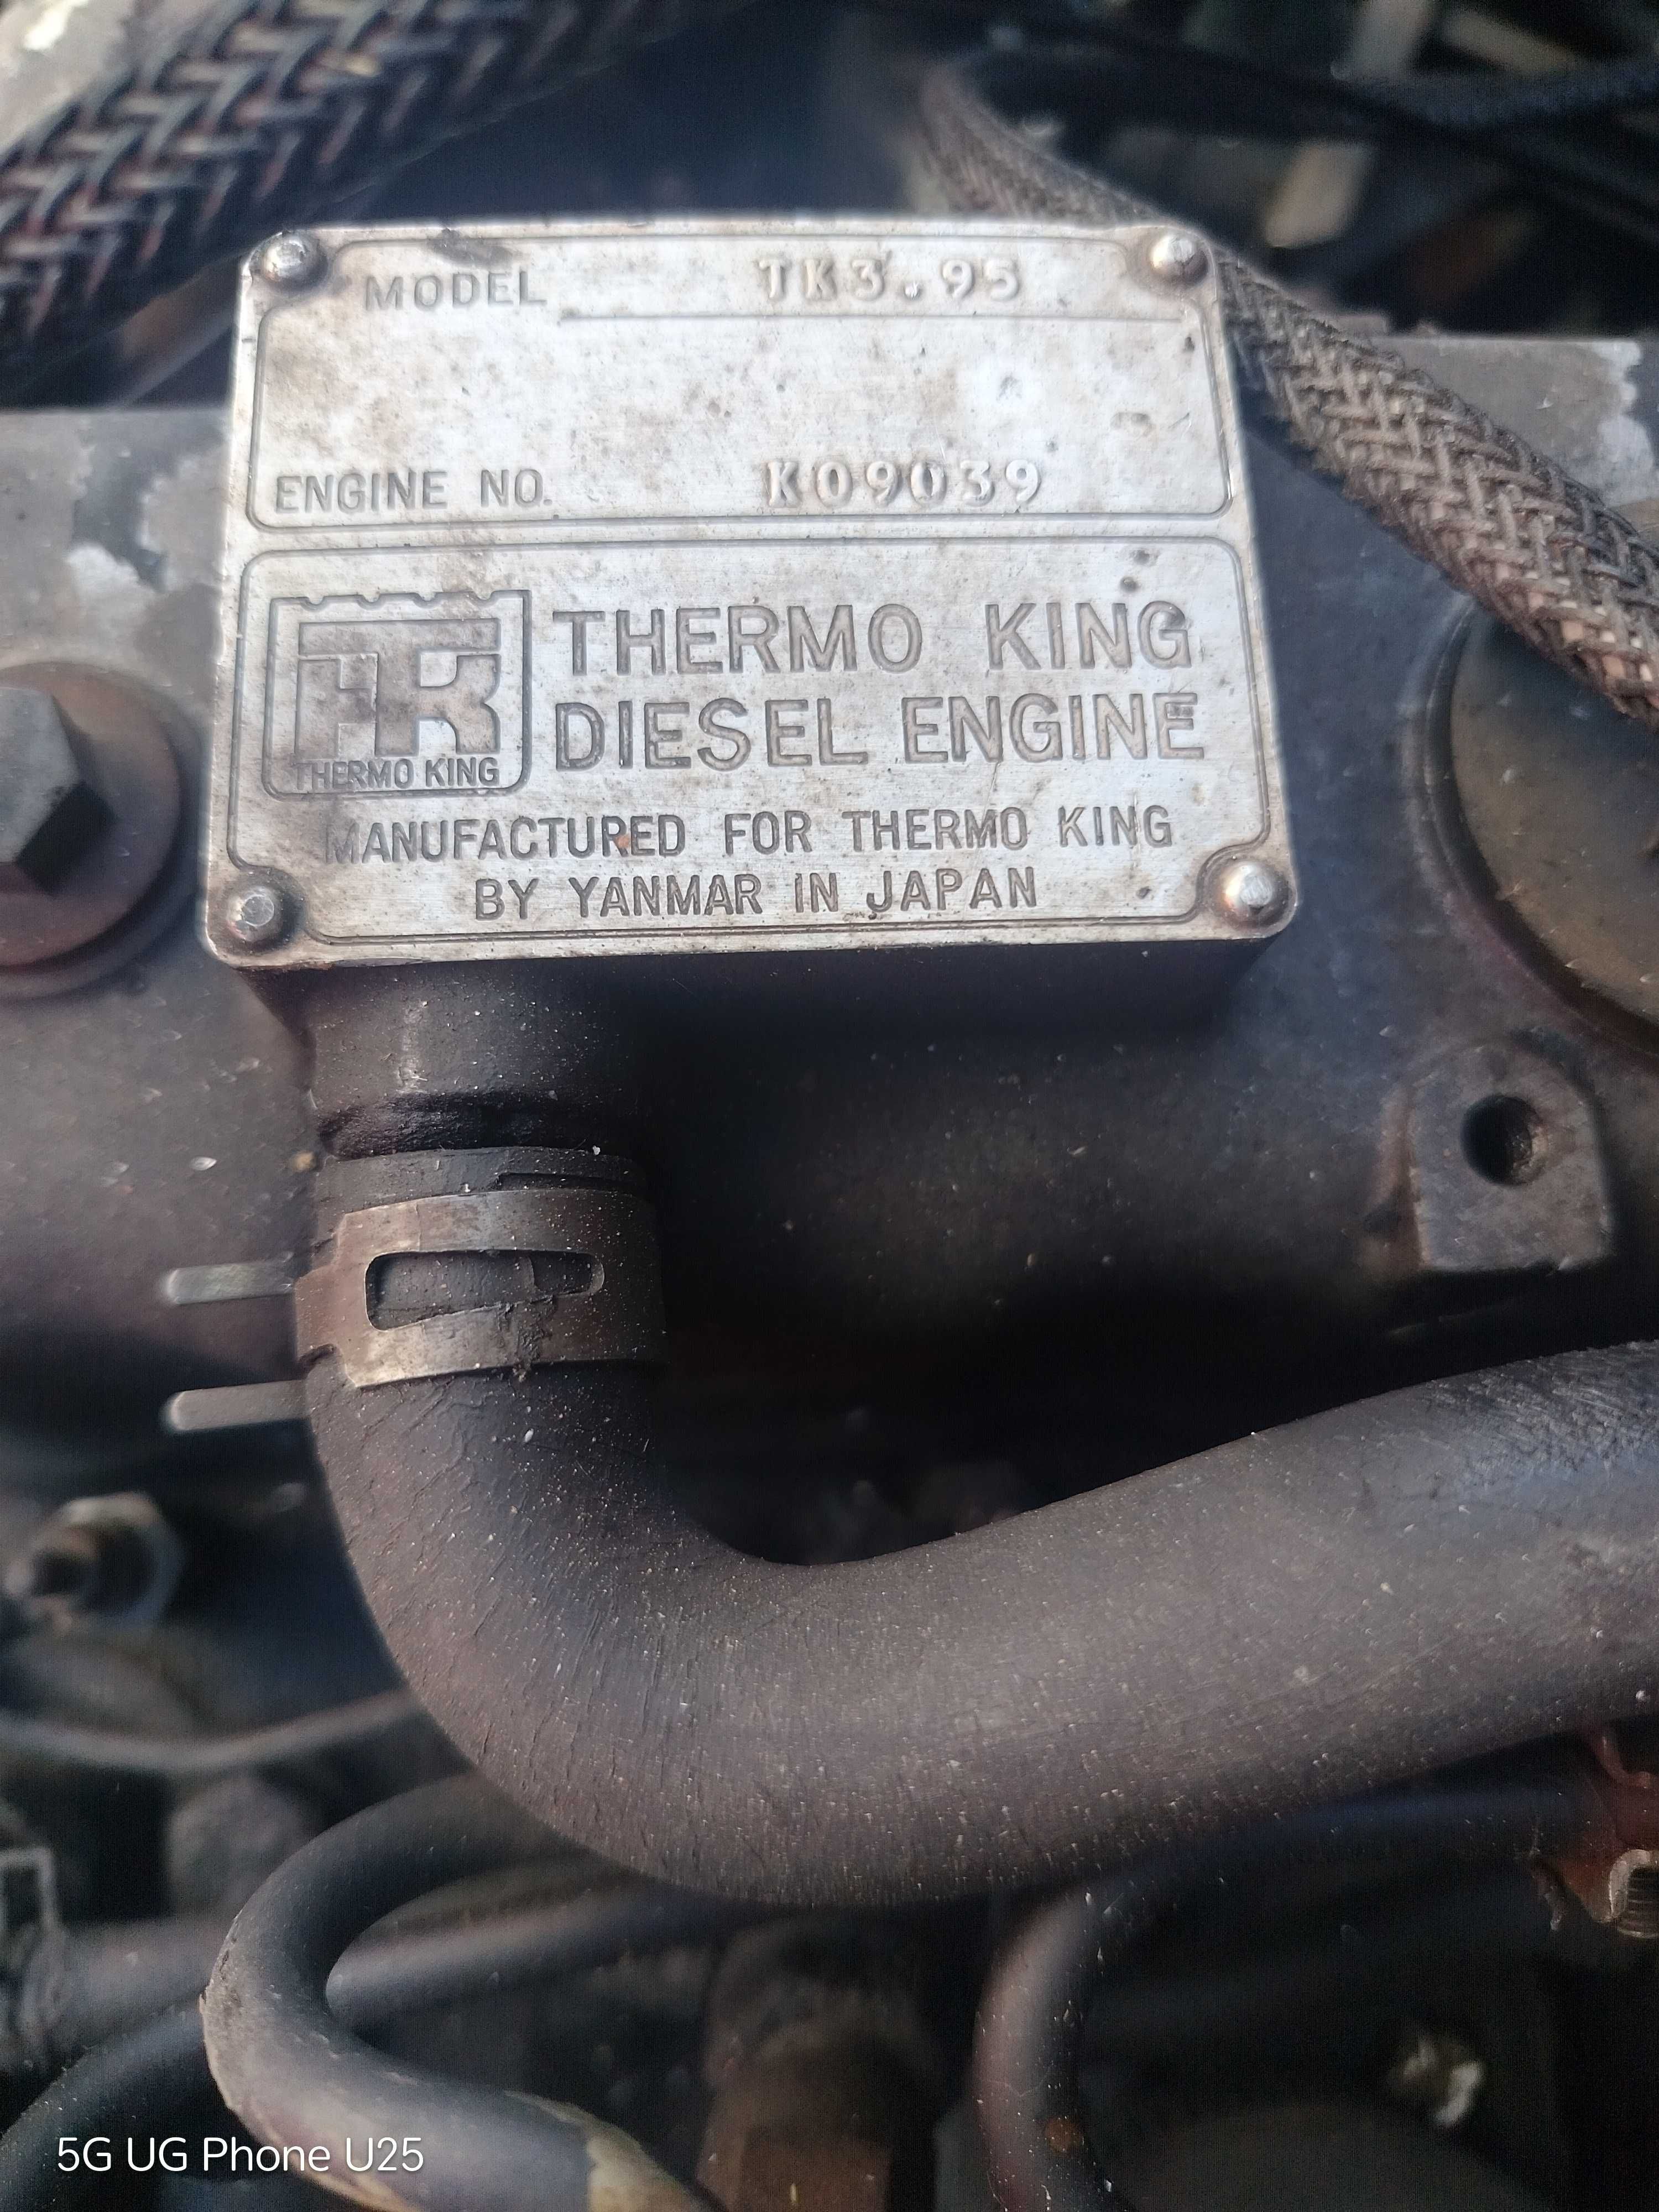 MODEL TK3.95
ENGINE NO. K09039
TK
THERMO KING
THERMO KING
DIESEL ENGINE
MANUFACTURED FOR THERMO KING
BY YANMAR IN JAPAN
5G UG Phone U25